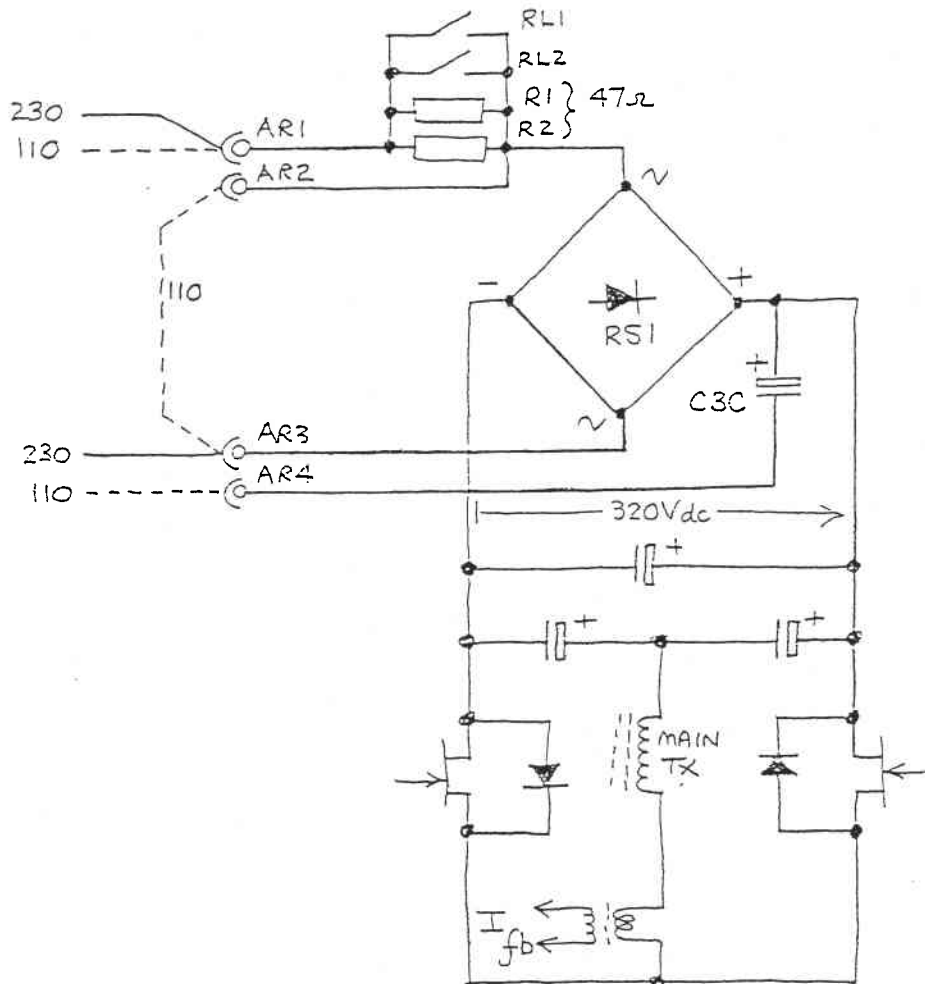 RL1
RL2
R1 } 47Ω
R2
230
110
AR1
AR2
110
~
-
+
RS1
+
C3C
~
230
AR3
110
AR4
320Vdc
+
+
+
MAIN
TX
I
fb